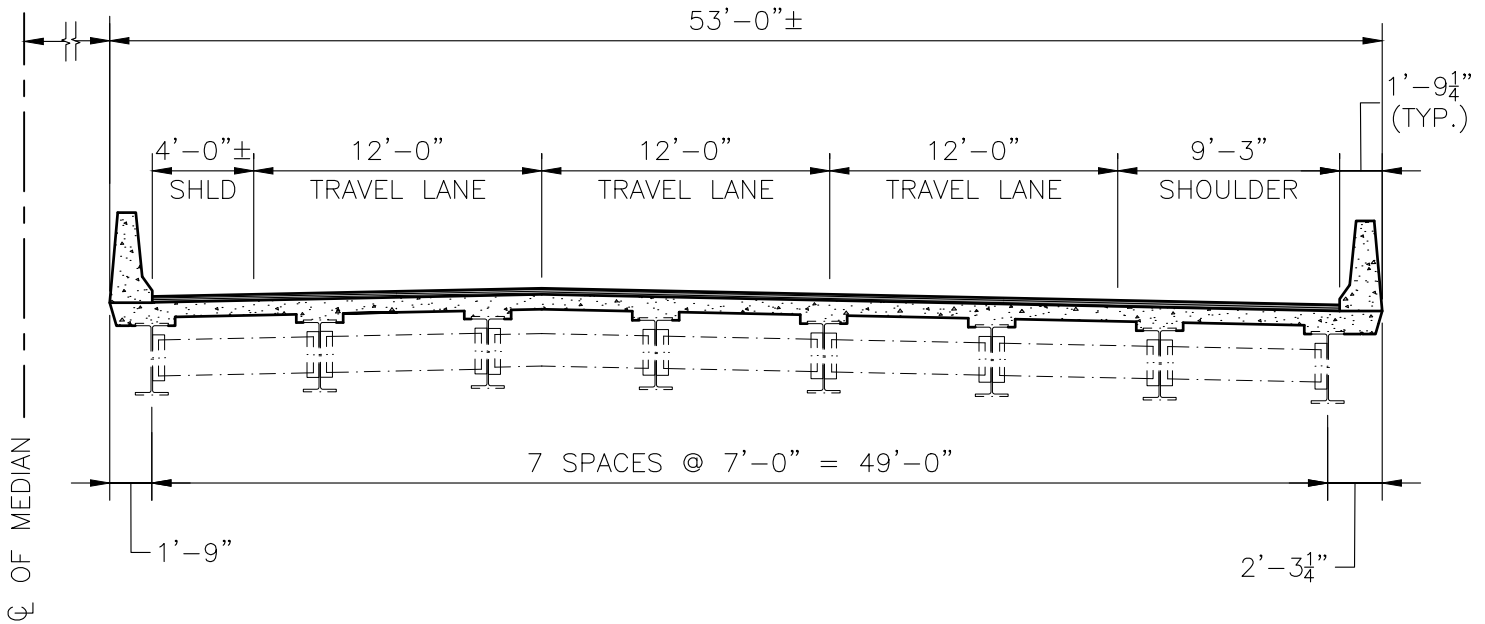 53'-0"±
1'-9¼"
(TYP.)
4'-0"± 12'-0" 12'-0" 12'-0" 9'-3"
SHLD TRAVEL LANE TRAVEL LANE TRAVEL LANE SHOULDER
7 SPACES @ 7'-0" = 49'-0"
1'-9"
2'-3¼"
℄ OF MEDIAN